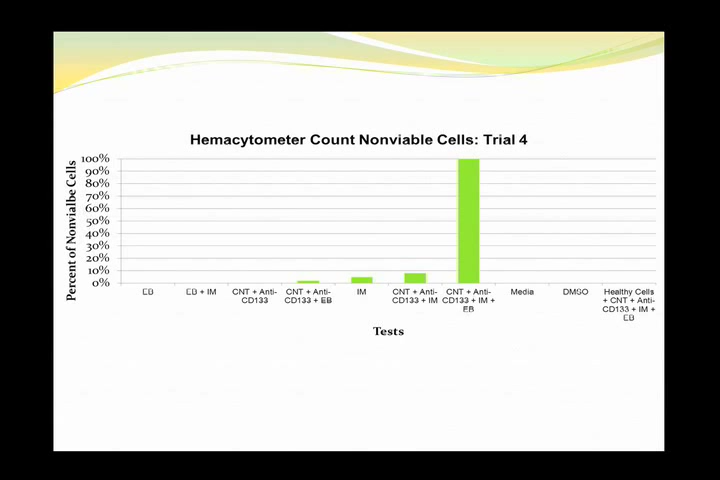 Hemacytometer Count Nonviable Cells: Trial 4
Percent of Nonvialbe Cells
100%
90%
80%
70%
60%
50%
40%
30%
20%
10%
0%
EB
EB + IM
CNT + Anti-
CD133
CNT + Anti-
CD133 + EB
IM
CNT + Anti-
CD133 + IM
CNT + Anti-
CD133 + IM +
EB
Media
DMSO
Healthy Cells
+ CNT + Anti-
CD133 + IM +
EB
Tests